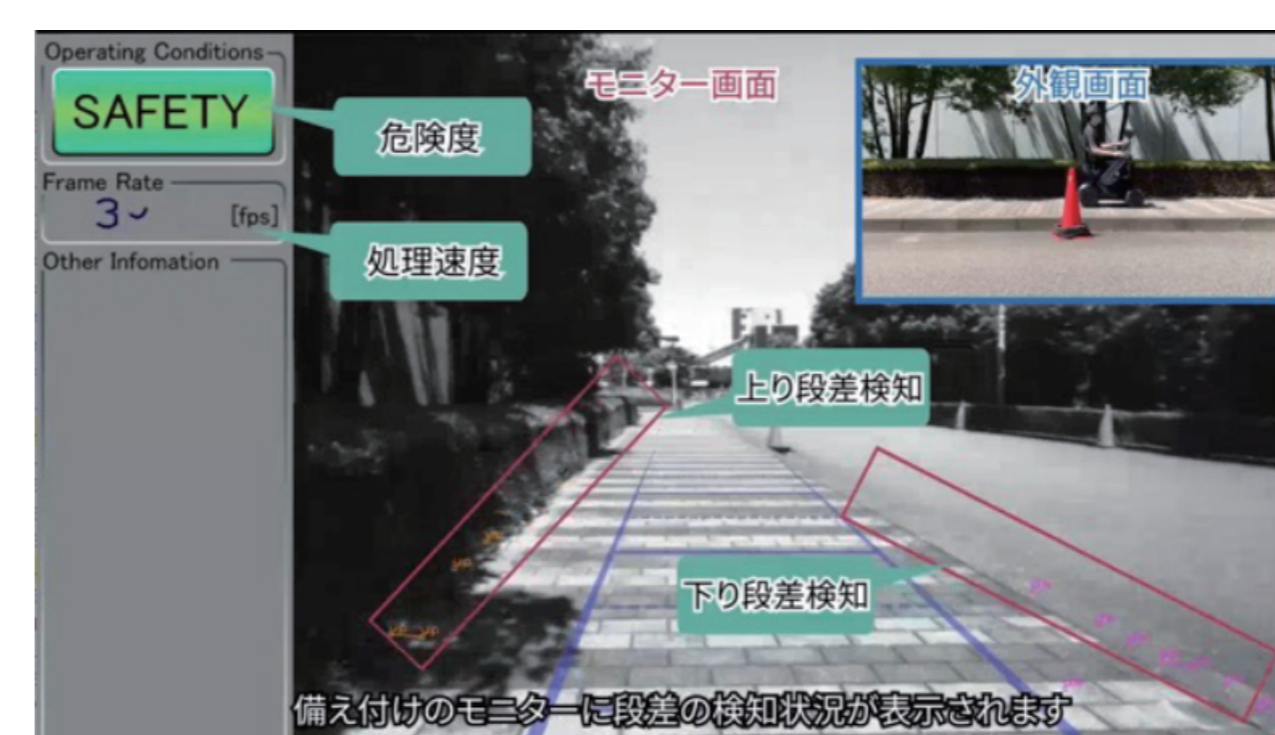 Operating Conditions
SAFETY
危険度
Frame Rate
3
[fps]
処理速度
Other Infomation
モニター画面
外観画面
上り段差検知
下り段差検知
備え付けのモニターに段差の検知状況が表示されます